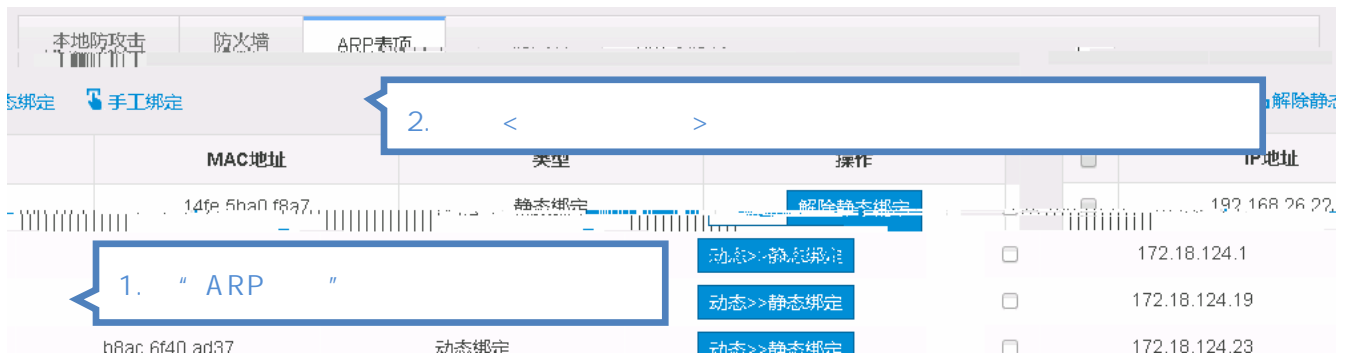 本地防攻击 防火墙 ARP表项
态绑定 手工绑定 解除静态
2. < >
MAC地址 类型 操作 IP地址
14fe.5ba0.f8a7 静态绑定 解除静态绑定 192.168.26.22
动态>>静态绑定 172.18.124.1
1. “ ARP ”
动态>>静态绑定 172.18.124.19
b8ac.6f40.ad37 动态绑定 动态>>静态绑定 172.18.124.23